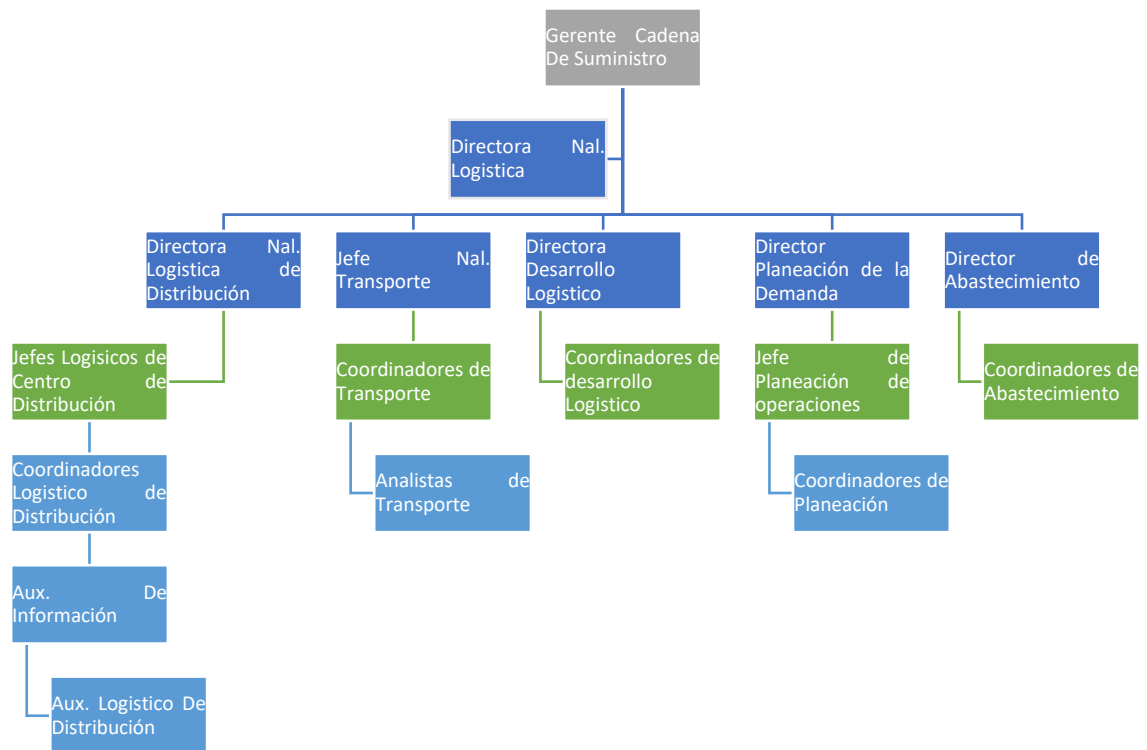 Gerente Cadena
De Suministro
Directora Nal.
Logistica
Directora Nal.
Logistica de
Distribución
Jefe Nal.
Transporte
Directora
Desarrollo
Logistico
Director
Planeación de la
Demanda
Director de
Abastecimiento
Jefes Logisicos de
Centro de
Distribución
Coordinadores de
Transporte
Coordinadores de
desarrollo
Logistico
Jefe de
Planeación de
operaciones
Coordinadores de
Abastecimiento
Coordinadores
Logistico de
Distribución
Analistas de
Transporte
Coordinadores de
Planeación
Aux. De
Información
Aux. Logistico De
Distribución